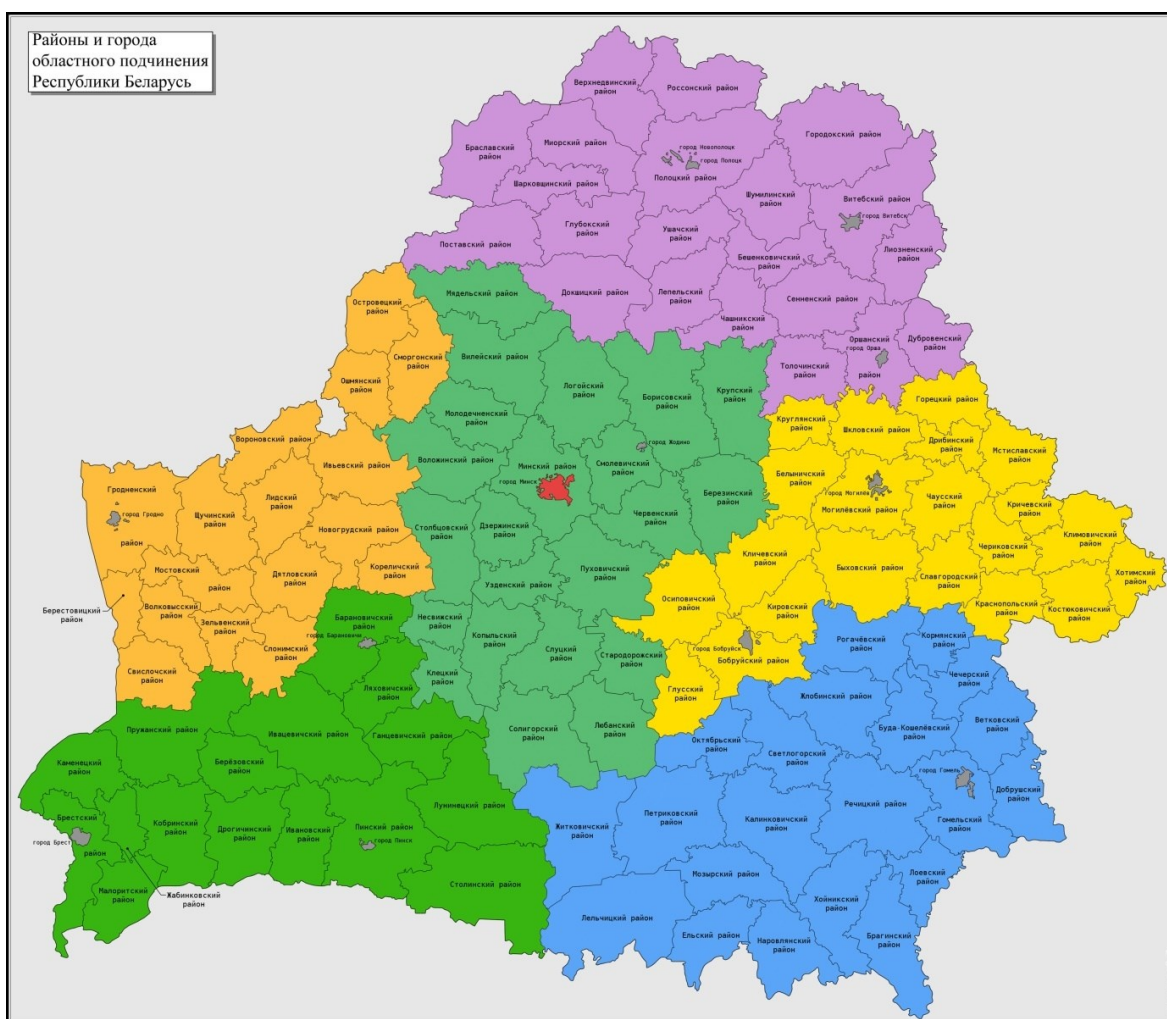 Районы и города
областного подчинения
Республики Беларусь
Верхнедвинский
район
Россонский район
Городокский район
Браславский
район
Миорский район
город Новополоцк
город Полоцк
Полоцкий район
Шарковщинский район
Шумилинский
район
Витебский район
город Витебск
Глубокский
район
Ушачский
район
Поставский район
Лиозненский
район
Бешенковичский
район
Докшицкий район
Лепельский
район
Сенненский район
Чашникский
район
Мядельский район
Островецкий
район
Оршанский
город Орша
район
Дубровенский
район
Толочинский
район
Сморгонский
район
Ошмянский
район
Вилейский район
Логойский
район
Борисовский
район
Крупский
район
Горецкий район
Молодечненский
район
Круглянский
район
Шкловский район
Дрибинский
район
Мстиславский
район
Вороновский район
Ивьевский район
Воложинский район
город Жодино
Минский район
город Минск
Смолевичский
район
Белыничский
район
город Могилёв
Могилёвский район
Чаусский
район
Кричевский
район
Гродненский
город Гродно
район
Щучинский
район
Лидский
район
Березинский
район
Новогрудский район
Столбцовский
район
Дзержинский
район
Червенский
район
Климовичский
район
Чериковский
район
Хотимский
район
Мостовский
район
Дятловский
район
Кореличский
район
Узденский район
Пуховичский
район
Кличевский
район
Быховский район
Славгородский
район
Краснопольский
район
Костюковичский
район
Берестовицкий
район
Волковысский
район
Зельвенский
район
Слонимский
район
Барановичский
район
город Барановичи
Несвижский
район
Копыльский
район
Слуцкий
район
Стародорожский
район
Осиповичский
район
Кировский
район
город Бобруйск
Бобруйский район
Рогачёвский
район
Кормянский
район
Чечерский
район
Свислочский
район
Ляховичский
район
Клецкий
район
Глусский
район
Жлобинский район
Ветковский
район
Буда-Кошелёвский
район
Пружанский район
Ивацевичский район
Ганцевичский
район
Солигорский
район
Любанский
район
Октябрьский
район
Светлогорский
район
Каменецкий
район
Берёзовский
район
город Гомель
Добрушский
район
Лунинецкий район
Речицкий район
Гомельский
район
Брестский
город Брест
район
Кобринский
район
Дрогичинский
район
Ивановский
район
Пинский район
город Пинск
Житковичский
район
Петриковский
район
Калинковичский
район
Малоритский
район
Жабинковский
район
Столинский район
Мозырский район
Лоевский
район
Хойникский
район
Лельчицкий район
Ельский район
Наровлянский
район
Брагинский
район